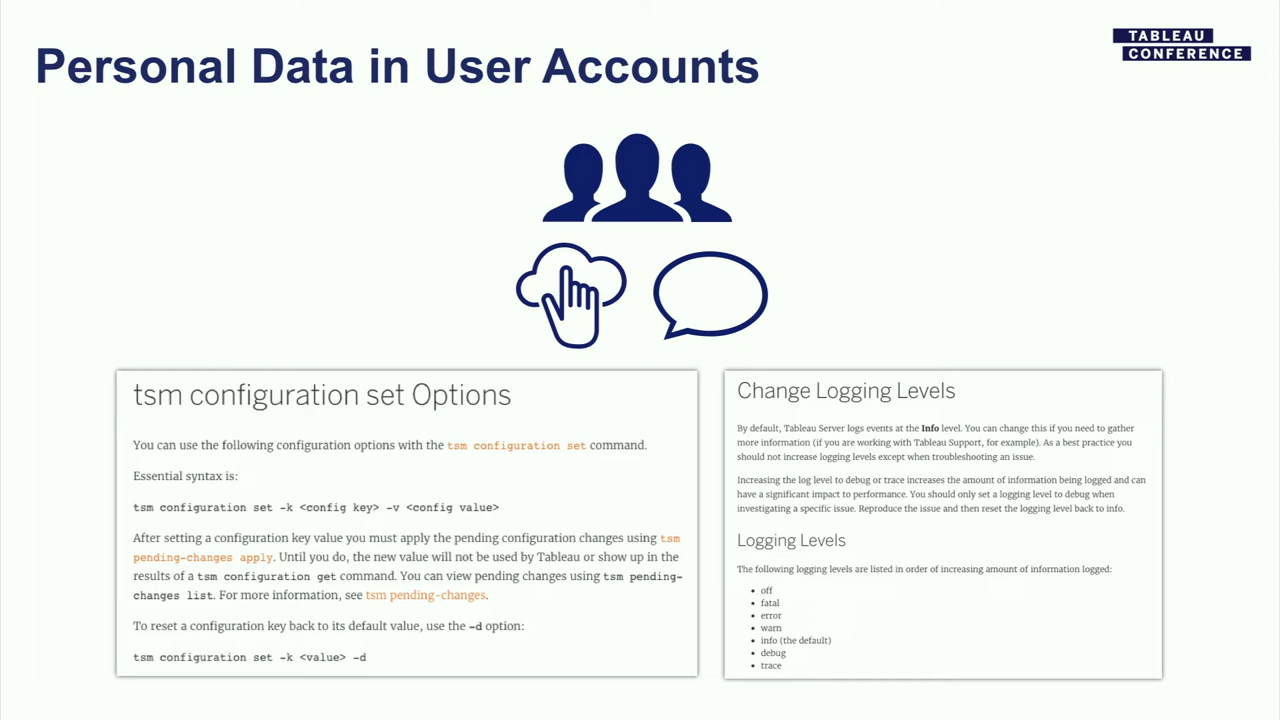 Personal Data in User Accounts
TABLEAU
CONFERENCE
tsm configuration set Options
You can use the following configuration options with the tsm configuration set command.
Essential syntax is:
tsm configuration set -k <config key> -v <config value>
After setting a configuration key value you must apply the pending configuration changes using tsm
pending-changes apply. Until you do, the new value will not be used by Tableau or show up in the
results of a tsm configuration get command. You can view pending changes using tsm pending-
changes list. For more information, see tsm pending-changes.
To reset a configuration key back to its default value, use the -d option:
tsm configuration set -k <value> -d
Change Logging Levels
By default, Tableau Server logs events at the Info level. You can change this if you need to gather
more information (if you are working with Tableau Support, for example). As a best practice you
should not increase logging levels except when troubleshooting an issue.
Increasing the log level to debug or trace increases the amount of information being logged and can
have a significant impact to performance. You should only set a logging level to debug when
investigating a specific issue. Reproduce the issue and then reset the logging level back to info.
Logging Levels
The following logging levels are listed in order of increasing amount of information logged:
• off
• fatal
• error
• warn
• info (the default)
• debug
• trace